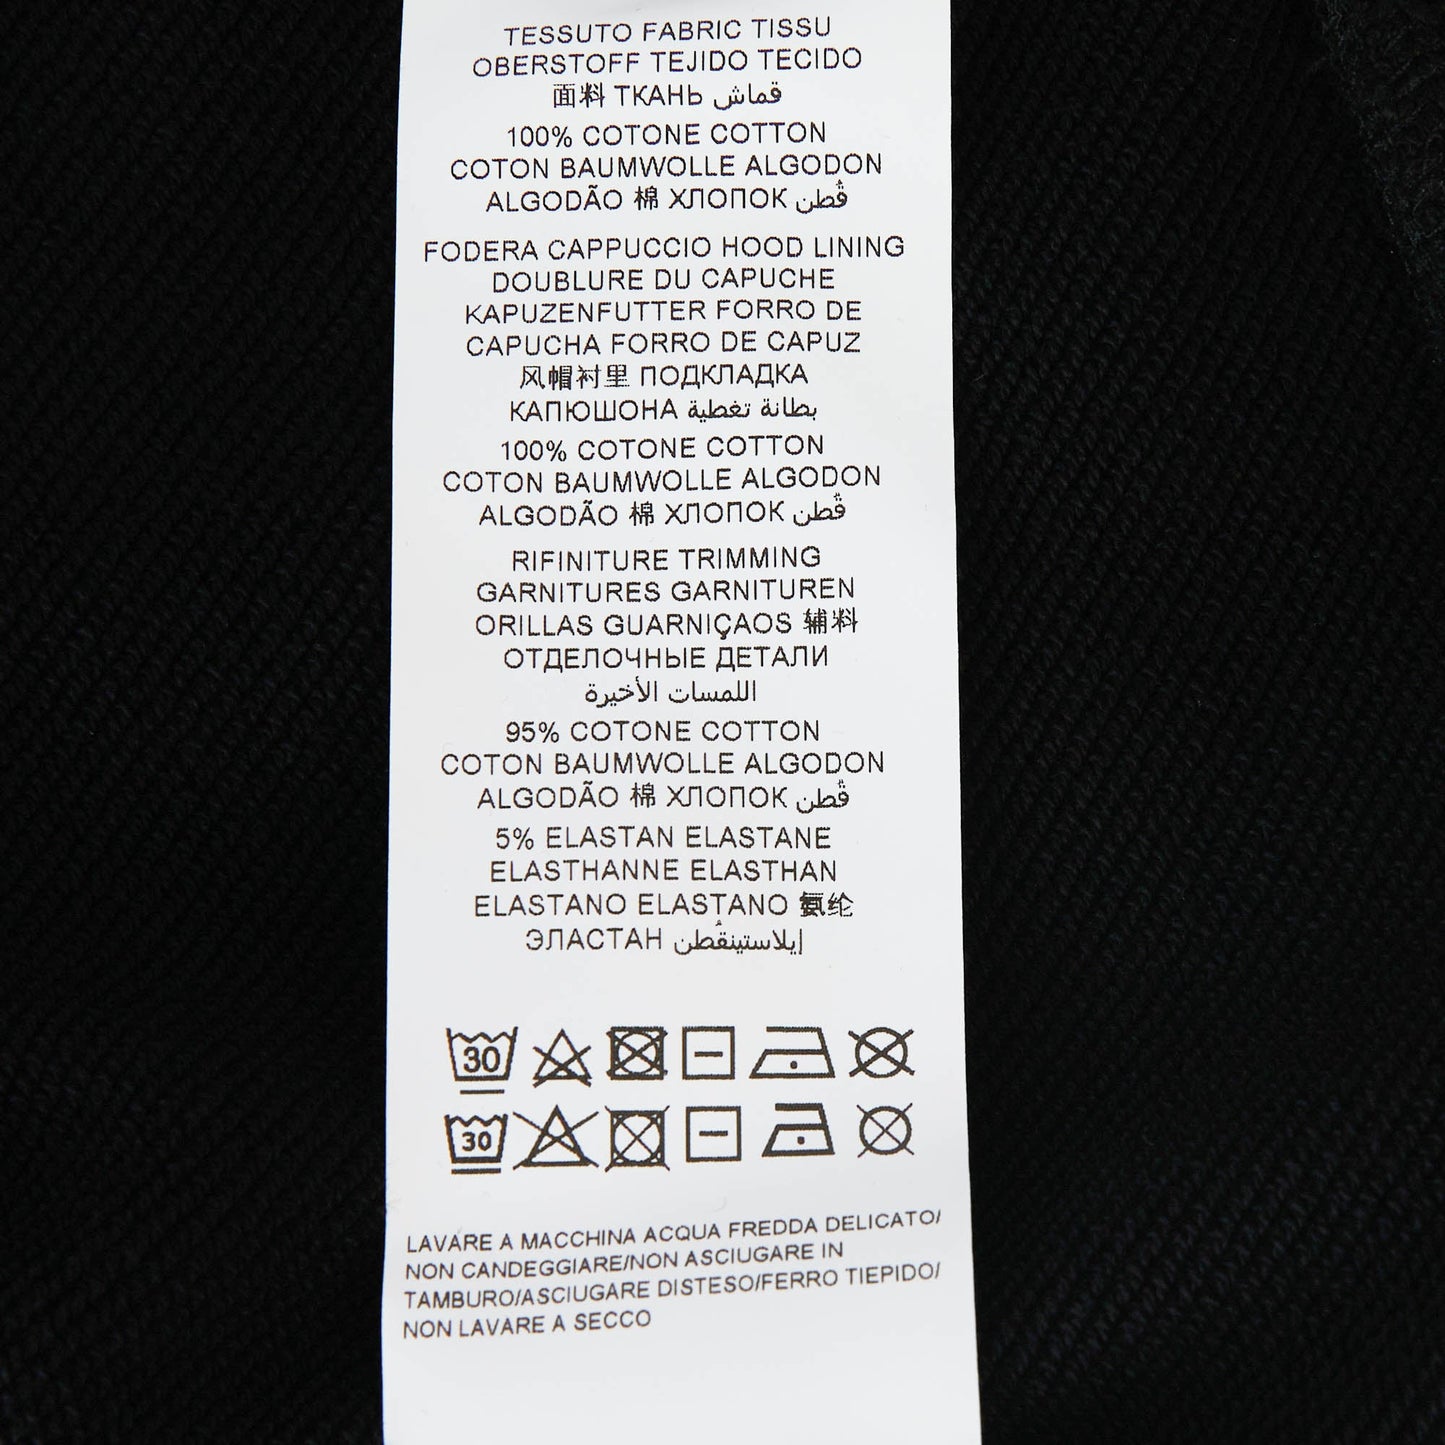 TESSUTO FABRIC TISSU
OBERSTOFF TEJIDO TECIDO
面料 ТКАНЬ قماش
100% COTONE COTTON
COTON BAUMWOLLE ALGODON
ALGODÃO 棉 ХЛОПОК قُطن
FODERA CAPPUCCIO HOOD LINING
DOUBLURE DU CAPUCHE
KAPUZENFUTTER FORRO DE
CAPUCHA FORRO DE CAPUZ
风帽衬里 ПОДКЛАДКА
КАПЮШОНА بطانة تغطية
100% COTONE COTTON
COTON BAUMWOLLE ALGODON
ALGODÃO 棉 ХЛОПОК قُطن
RIFINITURE TRIMMING
GARNITURES GARNITUREN
ORILLAS GUARNIÇAOS 辅料
ОТДЕЛОЧНЫЕ ДЕТАЛИ
اللمسات الأخيرة
95% COTONE COTTON
COTON BAUMWOLLE ALGODON
ALGODÃO 棉 ХЛОПОК قُطن
5% ELASTAN ELASTANE
ELASTHANNE ELASTHAN
ELASTANO ELASTANO 氨纶
ЭЛАСТАН إيلاستينقُطن
30
30
LAVARE A MACCHINA ACQUA FREDDA DELICATO/
NON CANDEGGIARE/NON ASCIUGARE IN
TAMBURO/ASCIUGARE DISTESO/FERRO TIEPIDO/
NON LAVARE A SECCO